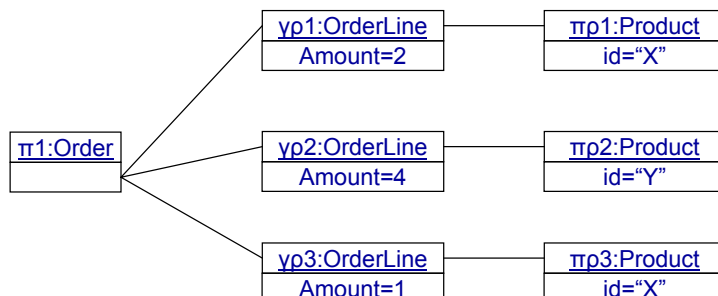 γρ1:OrderLine
Amount=2
πρ1:Product
id=“X”
π1:Order
γρ2:OrderLine
Amount=4
πρ2:Product
id=“Y”
γρ3:OrderLine
Amount=1
πρ3:Product
id=“X”